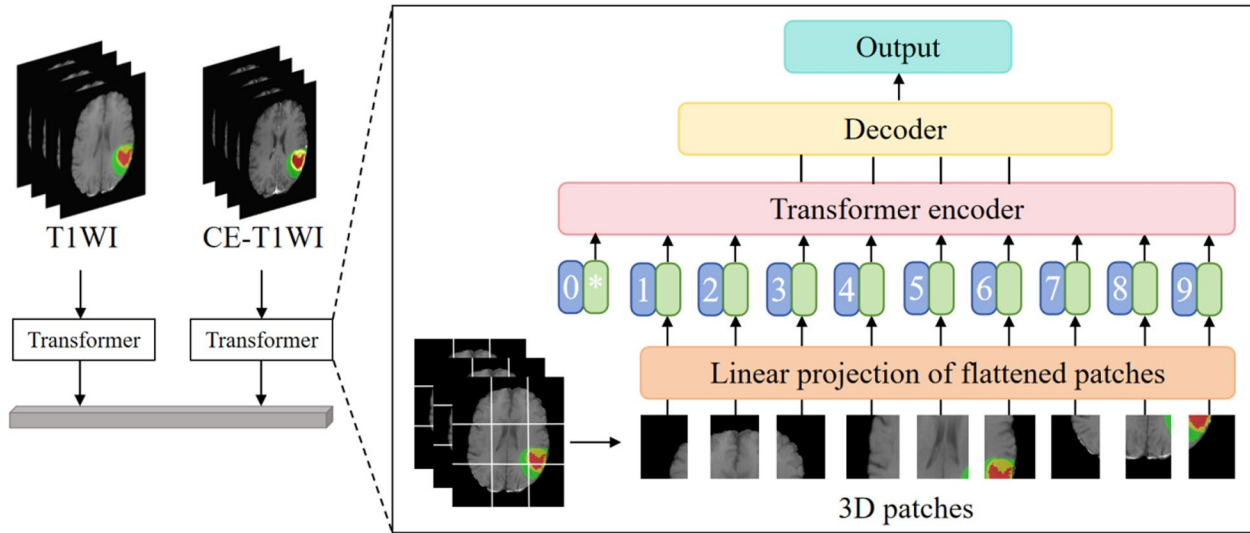 T1WI
CE-T1WI
Transformer
Transformer
Output
Decoder
Transformer encoder
0 * 1 2 3 4 5 6 7 8 9
Linear projection of flattened patches
3D patches